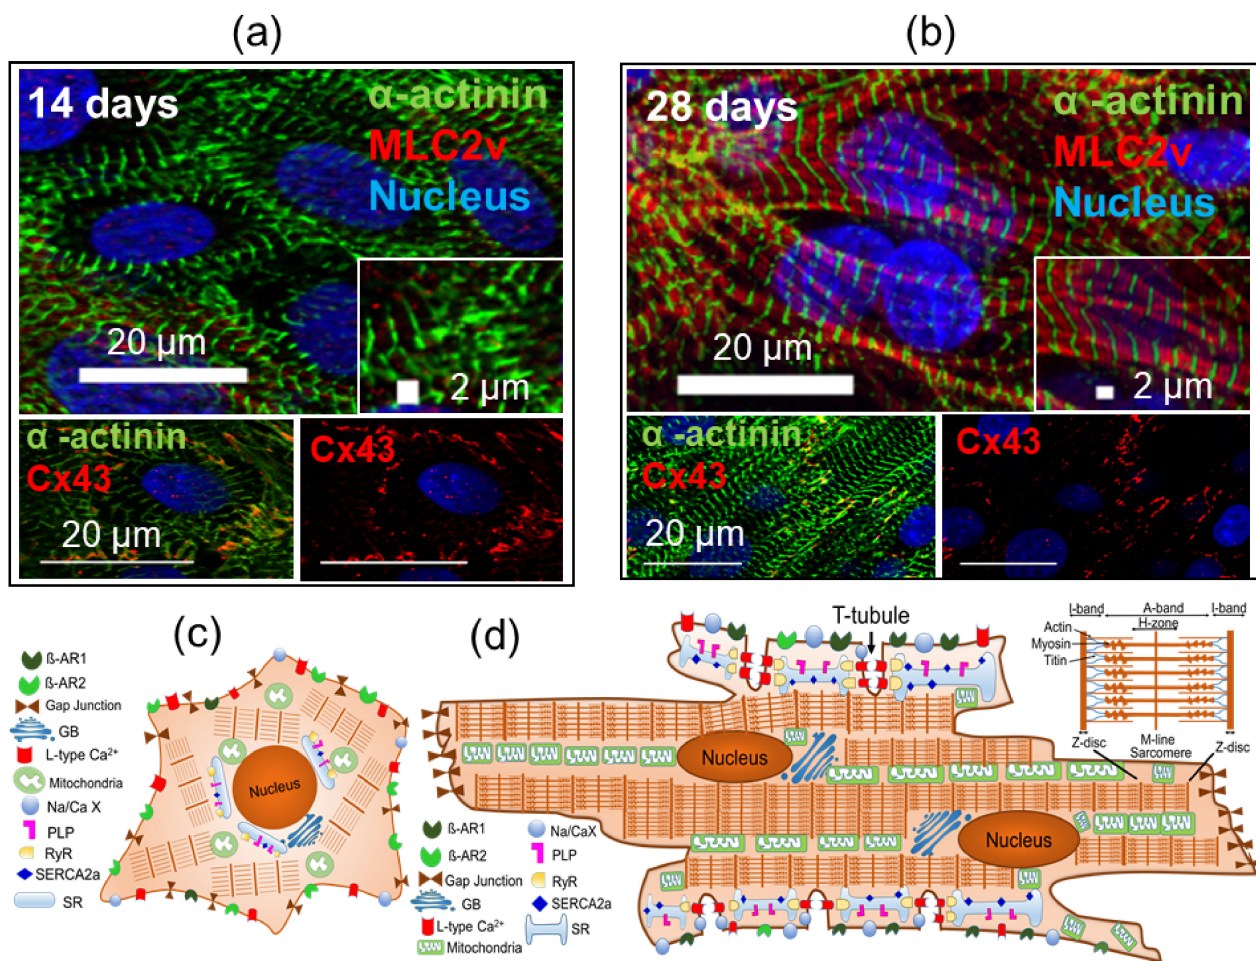 (a)
14 days
α-actinin
MLC2v
Nucleus
20 µm
2 µm
α -actinin
Cx43
20 µm
Cx43
(b)
28 days
α -actinin
MLC2v
Nucleus
20 µm
2 µm
α -actinin
Cx43
20 µm
Cx43
(c)
ß-AR1
ß-AR2
Gap Junction
GB
L-type Ca²⁺
Mitochondria
Na/Ca X
PLP
RyR
SERCA2a
SR
Nucleus
(d)
T-tubule
Nucleus
Nucleus
ß-AR1
ß-AR2
Gap Junction
GB
L-type Ca²⁺
Mitochondria
Na/CaX
PLP
RyR
SERCA2a
SR
I-band
A-band
I-band
H-zone
Actin
Myosin
Titin
Z-disc
M-line
Sarcomere
Z-disc